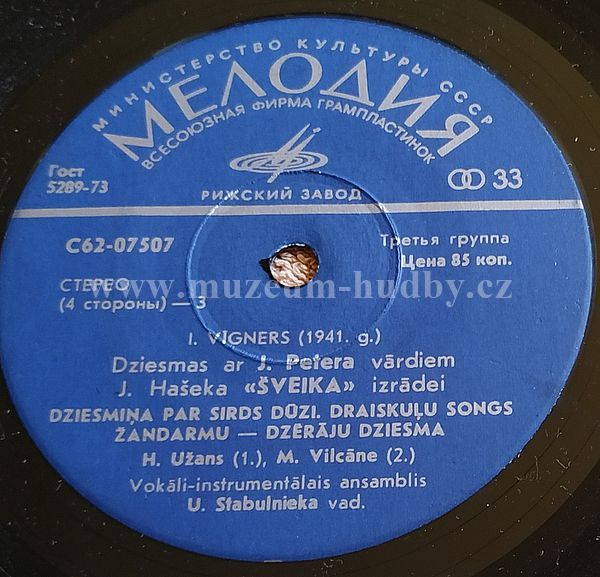 МИНИСТЕРСТВО КУЛЬТУРЫ СССР
МЕЛОДИЯ
ВСЕСОЮЗНАЯ ФИРМА ГРАМПЛАСТИНОК
Гост
5289-73
33
РИЖСКИЙ ЗАВОД
С62-07507
Третья группа
Цена 85 коп.
СТЕРЕО
(4 стороны) — 3
www.muzeum-hudby.cz
I. VĪGNERS (1941. g.)
Dziesmas ar J. Petera vārdiem
J. Hašeka «ŠVEIKA» izrādei
DZIESMIŅA PAR SIRDS DŪZI. DRAISKUĻU SONGS
ŽANDARMU — DZĒRĀJU DZIESMA
H. Užans (1.), M. Vilcāne (2.)
Vokāli-instrumentālais ansamblis
U. Stabulnieka vad.